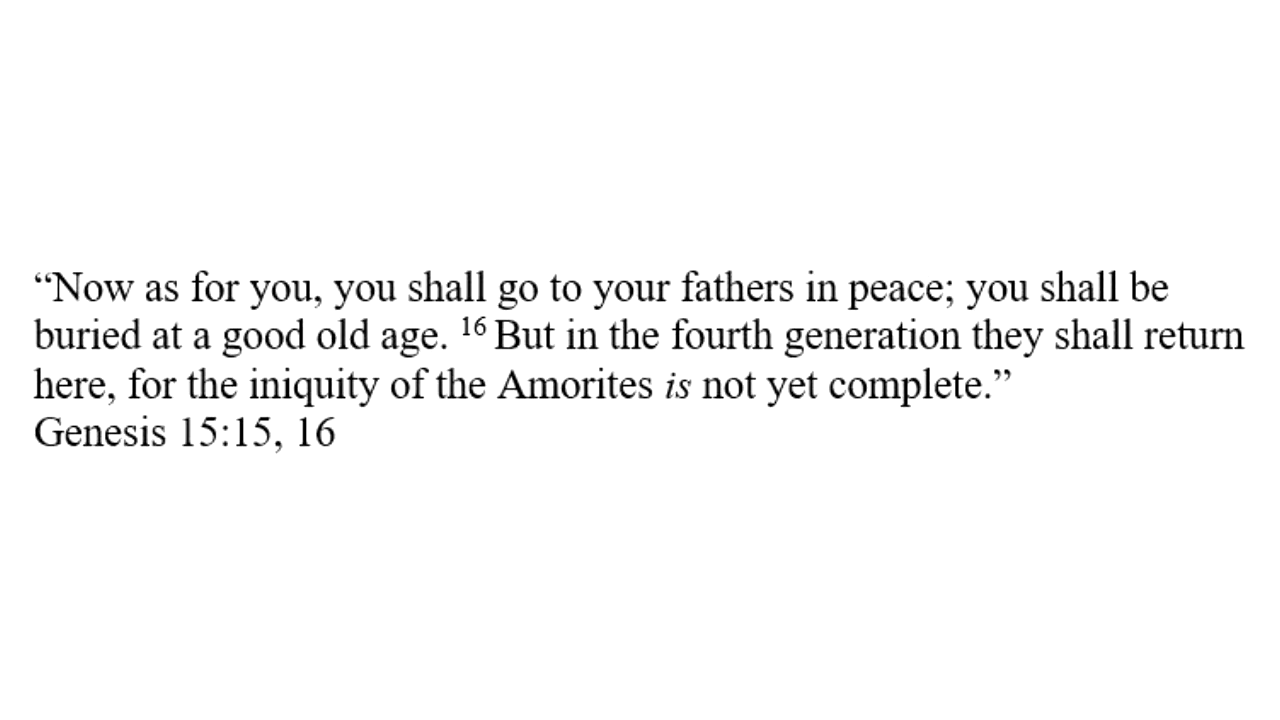 “Now as for you, you shall go to your fathers in peace; you shall be
buried at a good old age. 16 But in the fourth generation they shall return
here, for the iniquity of the Amorites is not yet complete.”
Genesis 15:15, 16